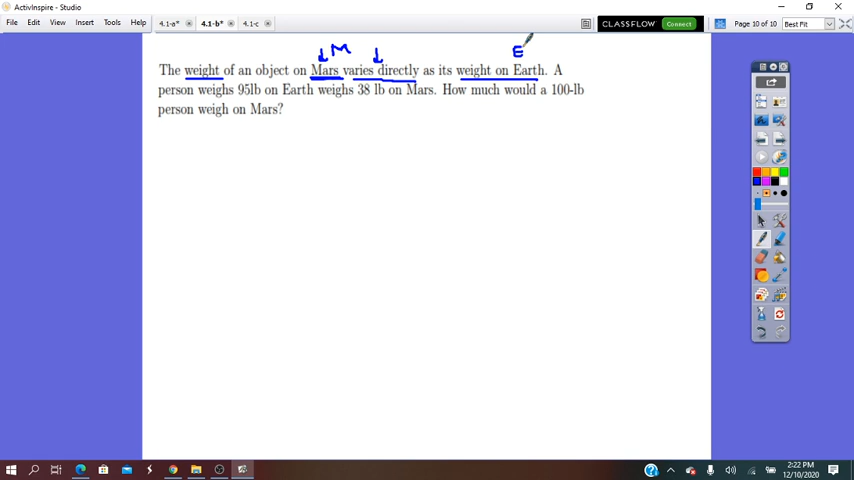 ActivInspire - Studio
File Edit View Insert Tools Help
4.1-a*
4.1-b*
4.1-c
CLASSFLOW
Connect
Page 10 of 10
Best Fit
M
E
The weight of an object on Mars varies directly as its weight on Earth. A
person weighs 95lb on Earth weighs 38 lb on Mars. How much would a 100-lb
person weigh on Mars?
2:22 PM
12/10/2020